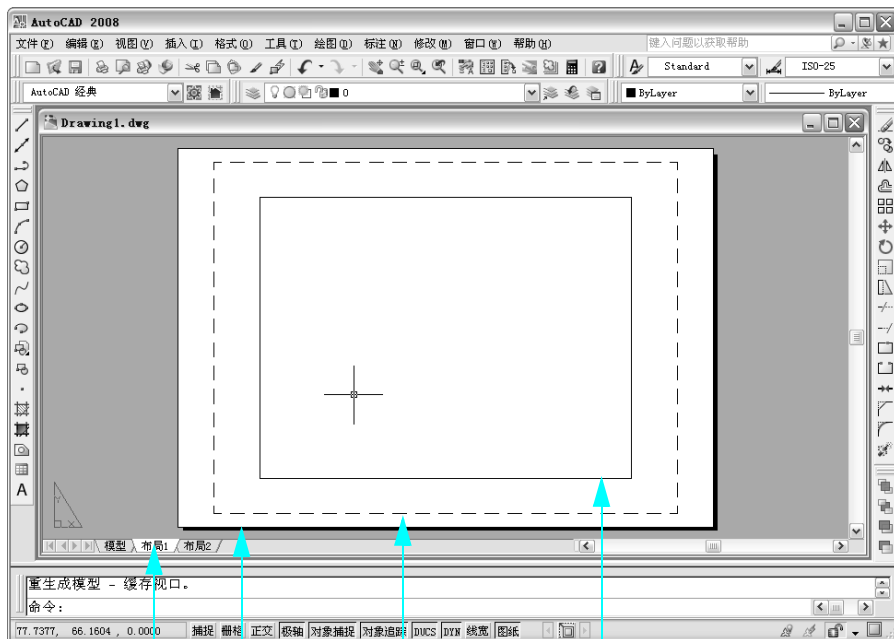 AutoCAD 2008
文件(F) 编辑(E) 视图(V) 插入(I) 格式(O) 工具(T) 绘图(D) 标注(N) 修改(M) 窗口(W) 帮助(H) 键入问题以获取帮助
Standard ISO-25
AutoCAD 经典 0 ByLayer ByLayer
Drawing1.dwg
Y
X
模型 布局1 布局2
重生成模型 - 缓存视口。
命令:
77.7377, 66.1604 , 0.0000 捕捉 栅格 正交 极轴 对象捕捉 对象追踪 DUCS DYN 线宽 图纸